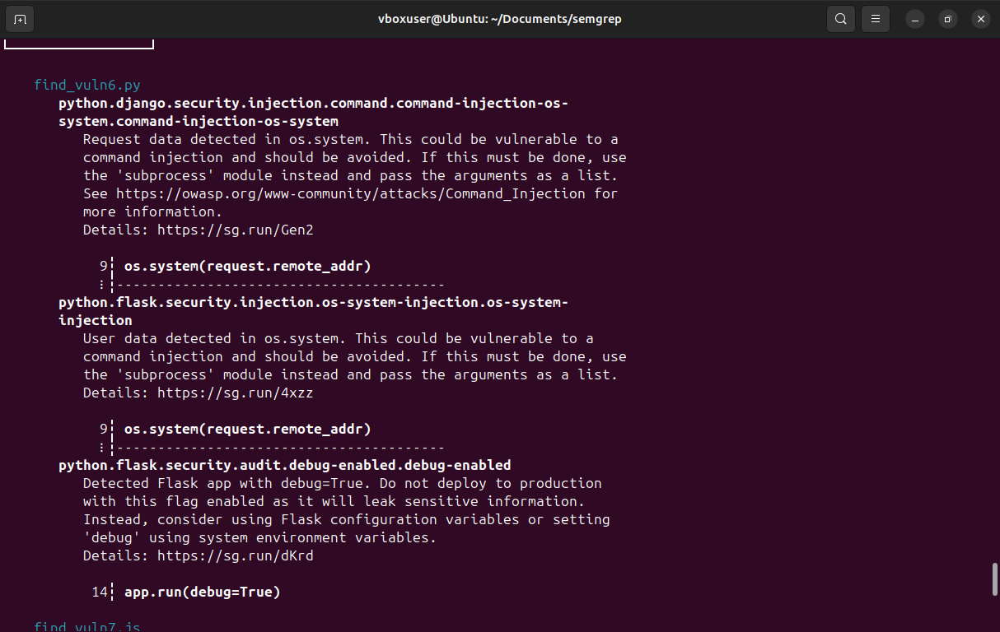 vboxuser@Ubuntu: ~/Documents/semgrep
find_vuln6.py
python.django.security.injection.command.command-injection-os-
system.command-injection-os-system
Request data detected in os.system. This could be vulnerable to a
command injection and should be avoided. If this must be done, use
the 'subprocess' module instead and pass the arguments as a list.
See https://owasp.org/www-community/attacks/Command_Injection for
more information.
Details: https://sg.run/Gen2
9┆ os.system(request.remote_addr)
⋮┆----------------------------------------
python.flask.security.injection.os-system-injection.os-system-
injection
User data detected in os.system. This could be vulnerable to a
command injection and should be avoided. If this must be done, use
the 'subprocess' module instead and pass the arguments as a list.
Details: https://sg.run/4xzz
9┆ os.system(request.remote_addr)
⋮┆----------------------------------------
python.flask.security.audit.debug-enabled.debug-enabled
Detected Flask app with debug=True. Do not deploy to production
with this flag enabled as it will leak sensitive information.
Instead, consider using Flask configuration variables or setting
'debug' using system environment variables.
Details: https://sg.run/dKrd
14┆ app.run(debug=True)
find_vuln7.js